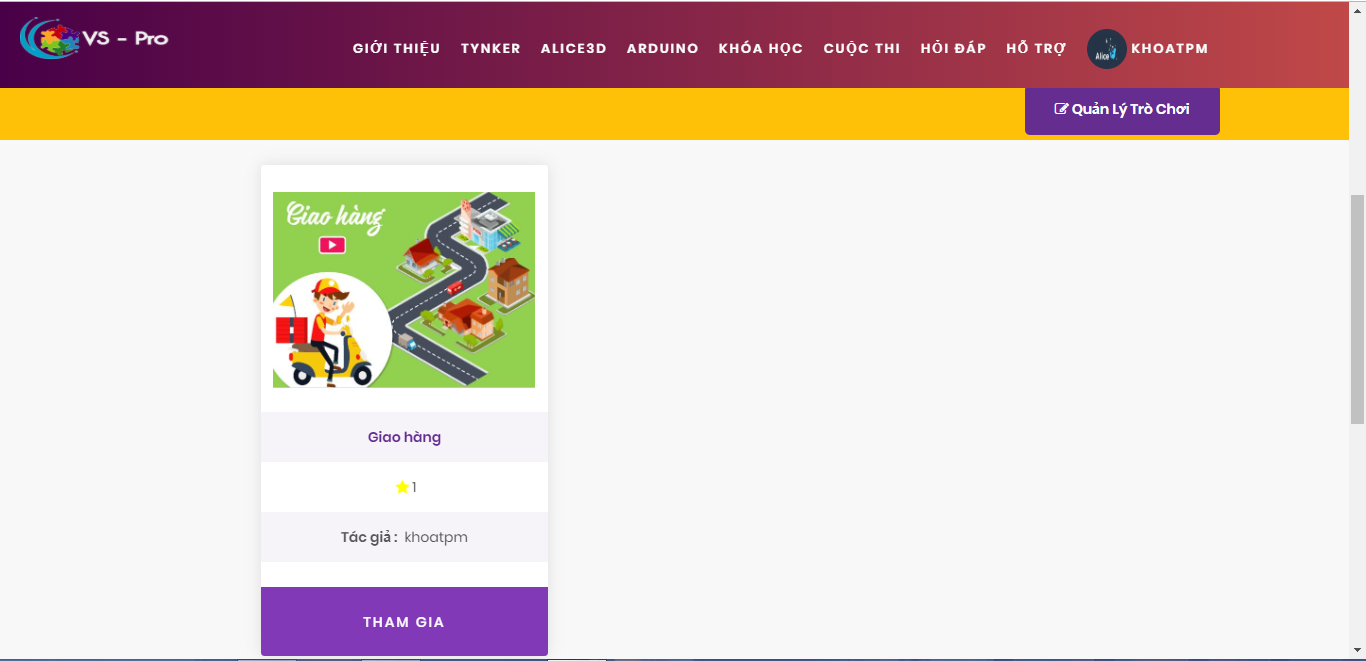 VS - Pro
GIỚI THIỆU TYNKER ALICE3D ARDUINO KHÓA HỌC CUỘC THI HỎI ĐÁP HỖ TRỢ Alice KHOATPM
Quản Lý Trò Chơi
Giao hàng
Giao hàng
1
Tác giả : khoatpm
THAM GIA